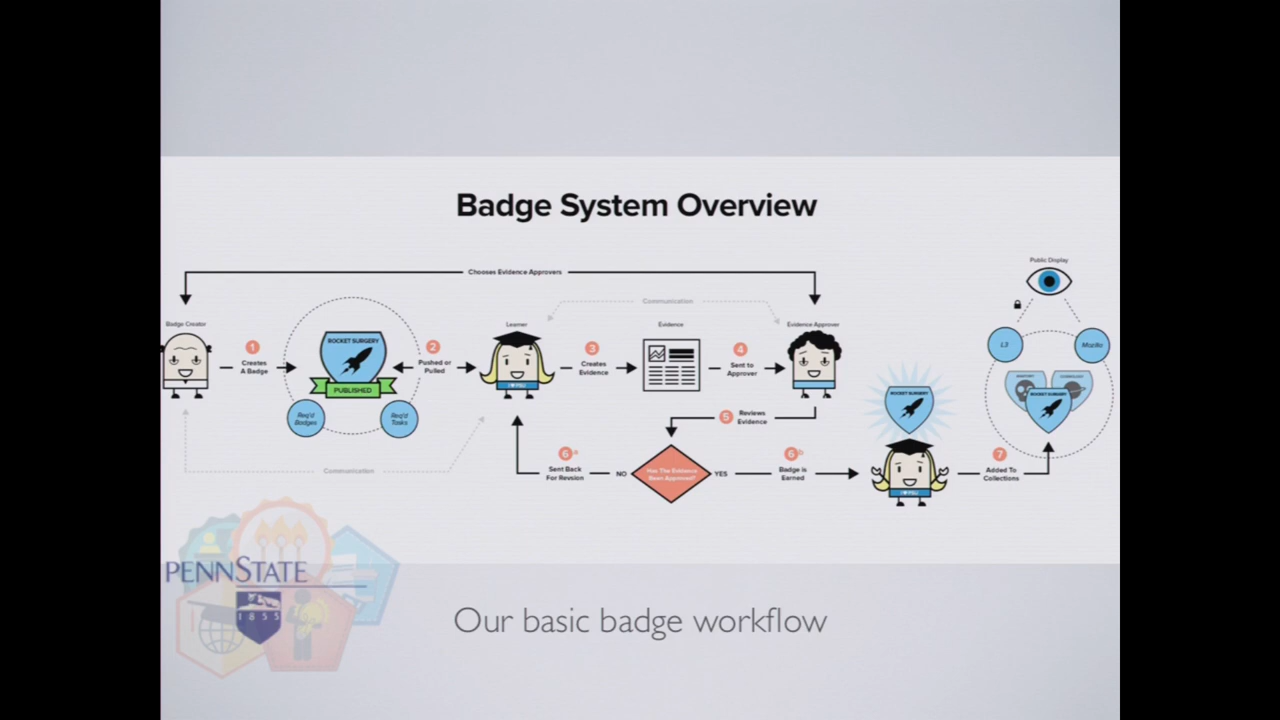 Badge System Overview
Chooses Evidence Approvers
Public Display
Communication
Badge Creator
Learner
Evidence
Evidence Approver
1
Creates
A Badge
ROCKET SURGERY
PUBLISHED
Req'd
Badges
Req'd
Tasks
2
Pushed or
Pulled
I ♥ PSU
3
Creates
Evidence
4
Sent to
Approver
L3
Mozilla
ROCKET SURGERY
ROCKET SURGERY
5
Reviews
Evidence
Communication
6a
Sent Back
For Revsion
NO
Has The Evidence
Been Approved?
YES
6b
Badge is
Earned
I ♥ PSU
7
Added To
Collections
PENNSTATE
1855
Our basic badge workflow